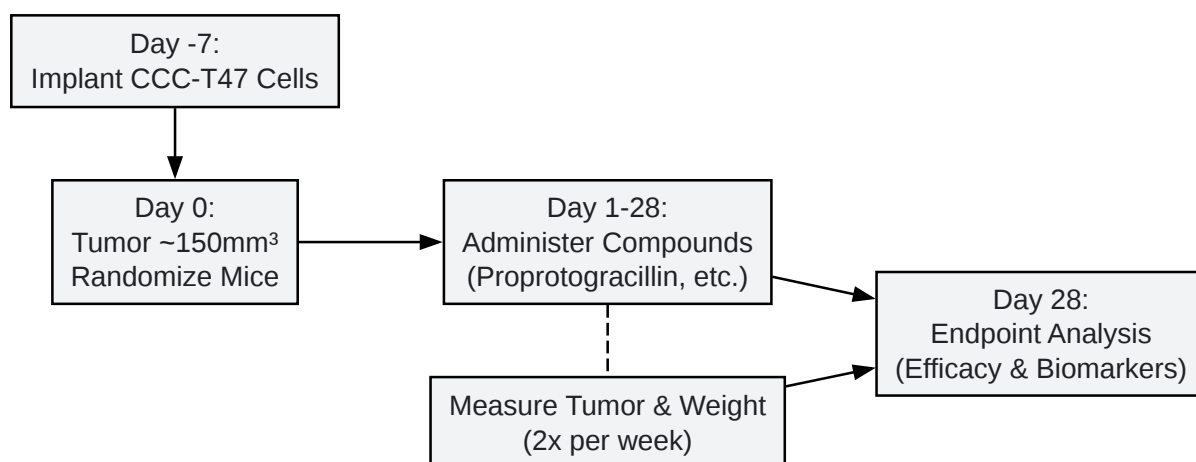 Day -7:
Implant CCC-T47 Cells
Day 0:
Tumor ~150mm³
Randomize Mice
Day 1-28:
Administer Compounds
(Proprotogracillin, etc.)
Measure Tumor & Weight
(2x per week)
Day 28:
Endpoint Analysis
(Efficacy & Biomarkers)